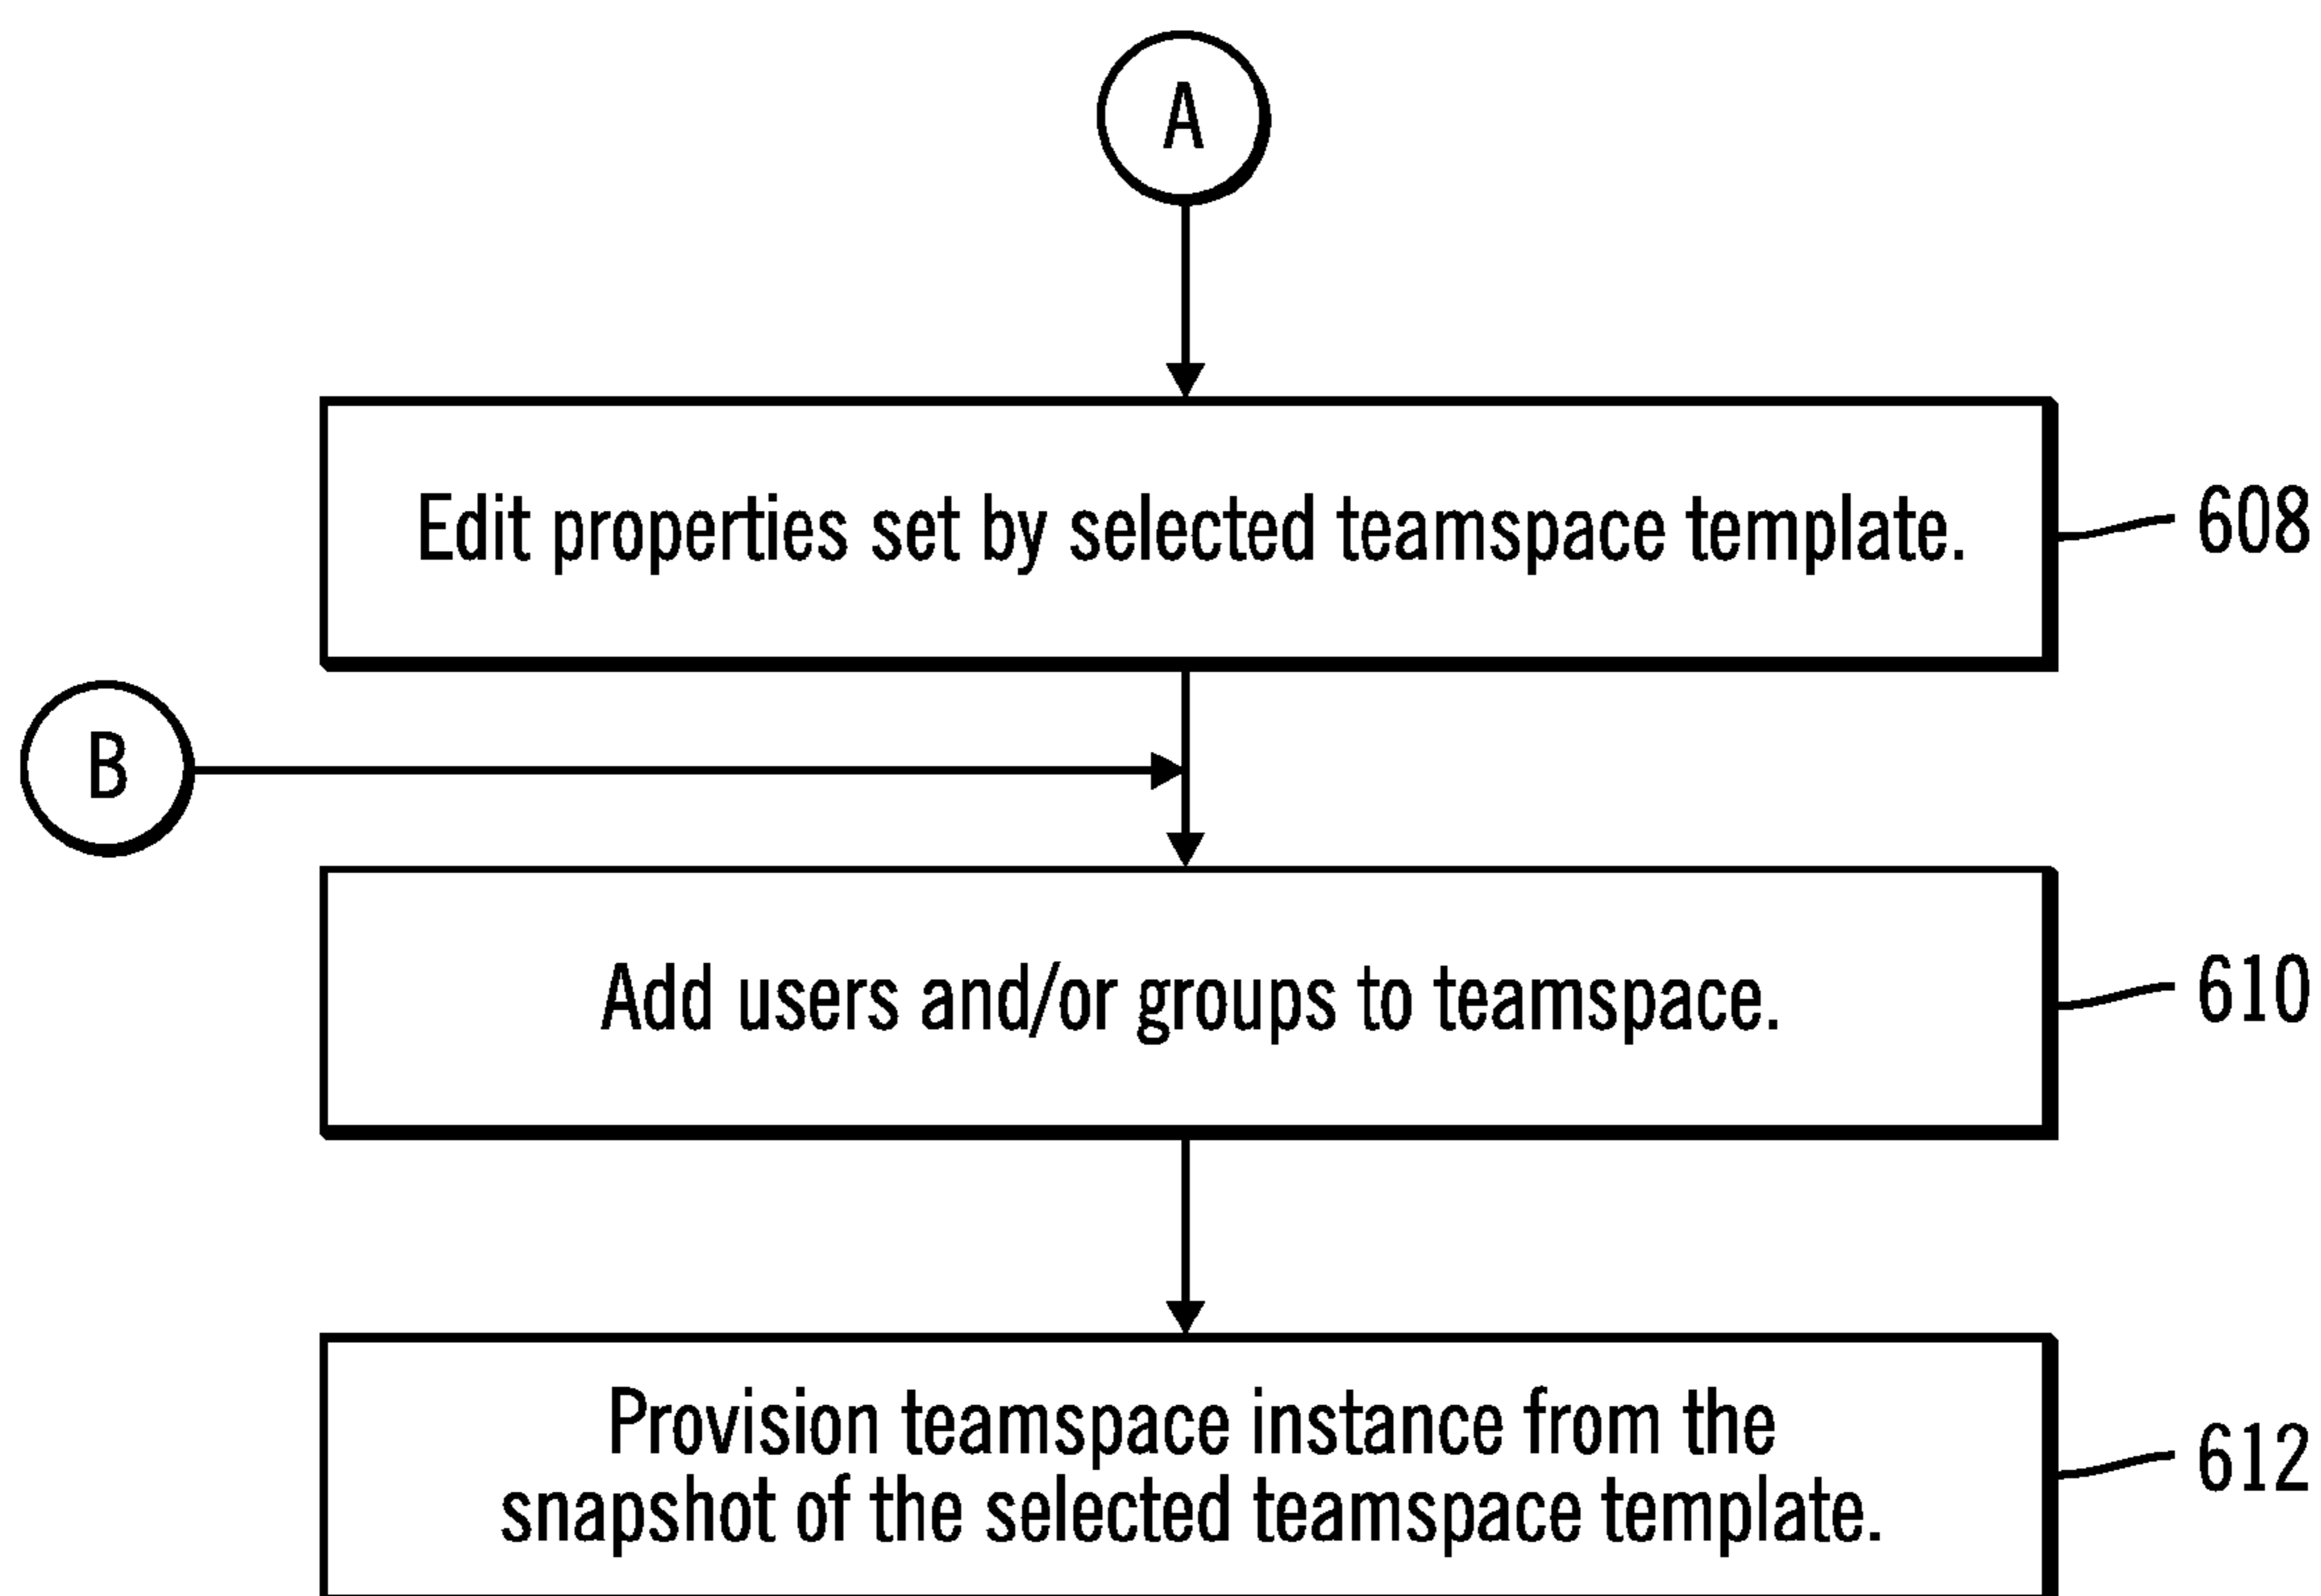 A
Edit properties set by selected teamspace template.
608
B
Add users and/or groups to teamspace.
610
Provision teamspace instance from the
snapshot of the selected teamspace template.
612